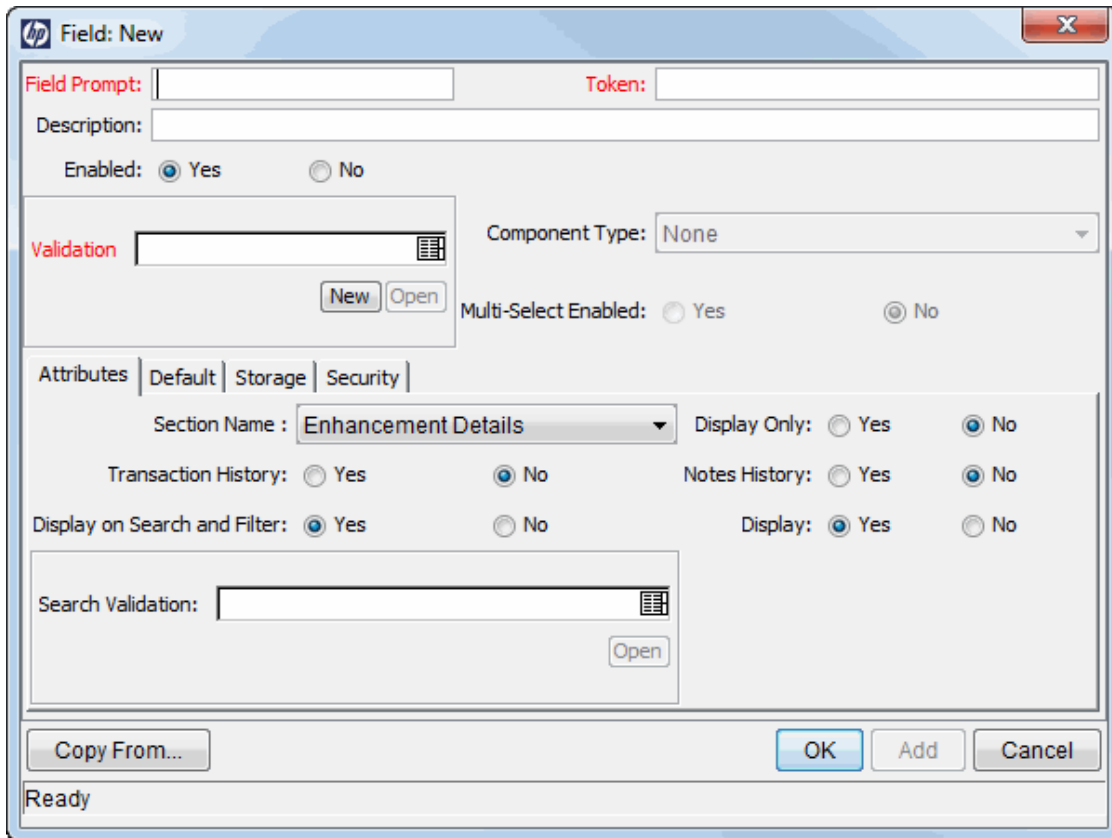 hp Field: New
Field Prompt: Token:
Description:
Enabled: Yes No
Validation
Component Type: None
New Open
Multi-Select Enabled: Yes No
Attributes Default Storage Security
Section Name : Enhancement Details Display Only: Yes No
Transaction History: Yes No Notes History: Yes No
Display on Search and Filter: Yes No Display: Yes No
Search Validation:
Open
Copy From... OK Add Cancel
Ready